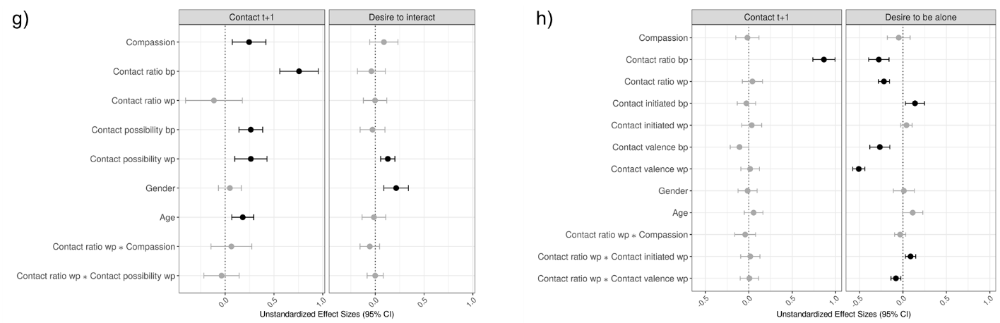 g)
Contact t+1 Desire to interact
Compassion
Contact ratio bp
Contact ratio wp
Contact possibility bp
Contact possibility wp
Gender
Age
Contact ratio wp * Compassion
Contact ratio wp * Contact possibility wp
0.0 0.5 1.0 0.0 0.5 1.0
Unstandardized Effect Sizes (95% CI)
h)
Contact t+1 Desire to be alone
Compassion
Contact ratio bp
Contact ratio wp
Contact initiated bp
Contact initiated wp
Contact valence bp
Contact valence wp
Gender
Age
Contact ratio wp * Compassion
Contact ratio wp * Contact initiated wp
Contact ratio wp * Contact valence wp
-0.5 0.0 0.5 1.0 -0.5 0.0 0.5 1.0
Unstandardized Effect Sizes (95% CI)